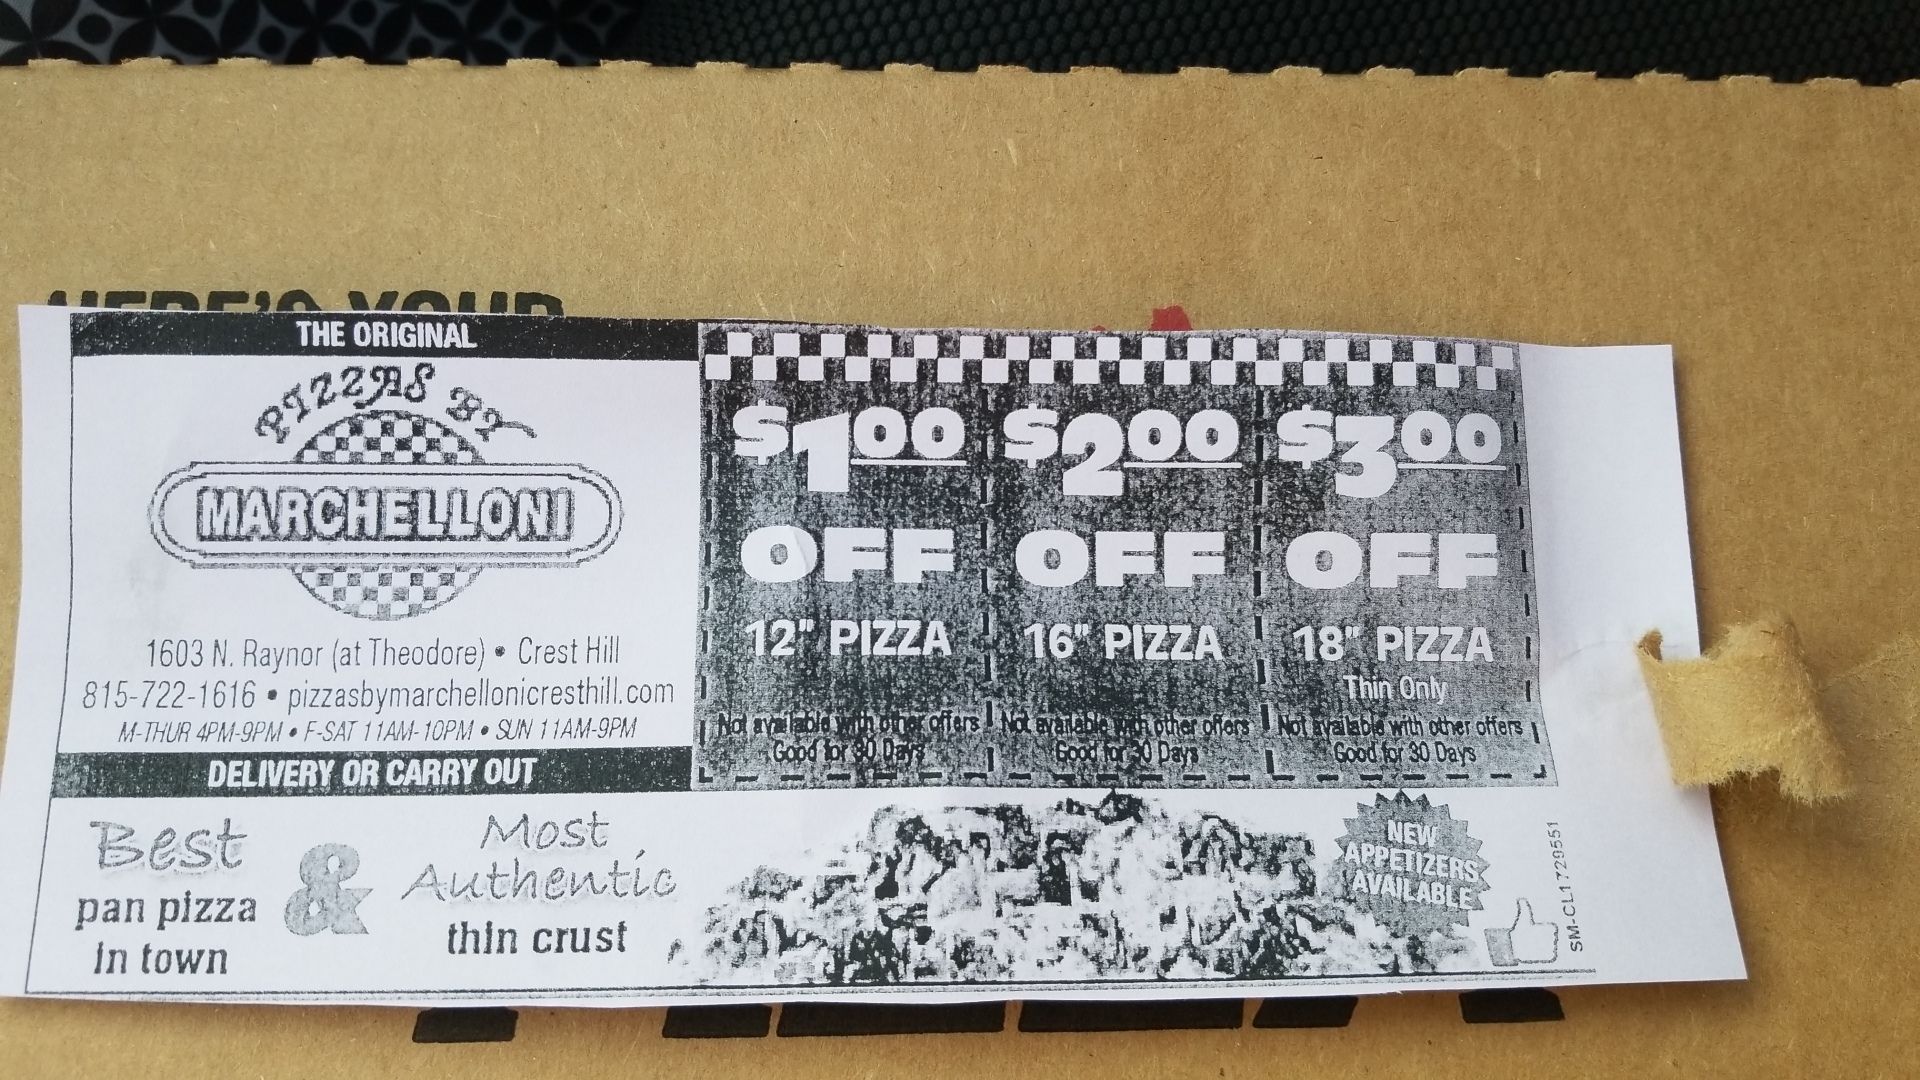 HERE'S YOUR
THE ORIGINAL
PIZZAS BY
MARCHELLONI
1603 N. Raynor (at Theodore) • Crest Hill
815-722-1616 • pizzasbymarchellonicresthill.com
M-THUR 4PM-9PM • F-SAT 11AM-10PM • SUN 11AM-9PM
DELIVERY OR CARRY OUT
Best
pan pizza
in town
&
Most
Authentic
thin crust
$1.00
OFF
12" PIZZA
Not available with other offers
Good for 30 Days
$2.00
OFF
16" PIZZA
Not available with other offers
Good for 30 Days
$3.00
OFF
18" PIZZA
Thin Only
Not available with other offers
Good for 30 Days
NEW
APPETIZERS
AVAILABLE
SM-CL1729551